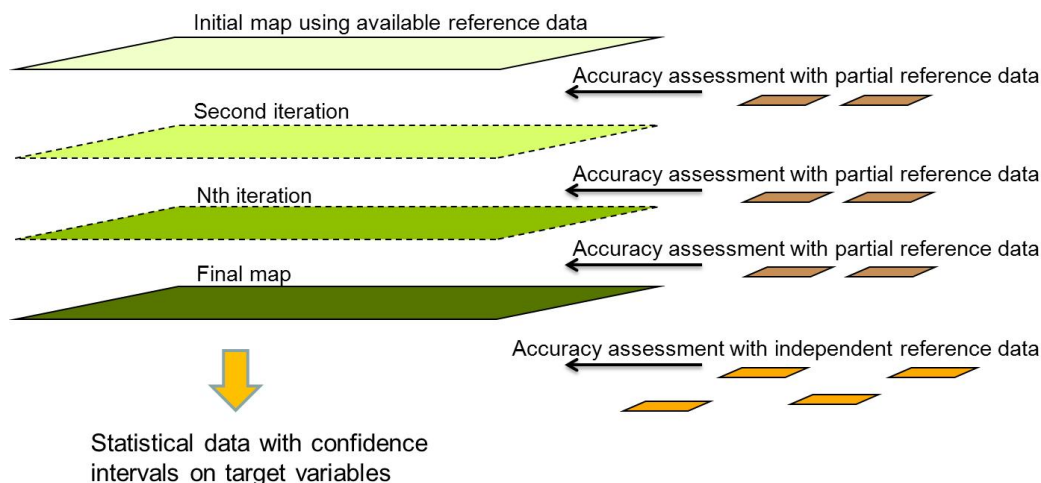 Initial map using available reference data
Accuracy assessment with partial reference data
Second iteration
Accuracy assessment with partial reference data
Nth iteration
Accuracy assessment with partial reference data
Final map
Accuracy assessment with independent reference data
Statistical data with confidence
intervals on target variables